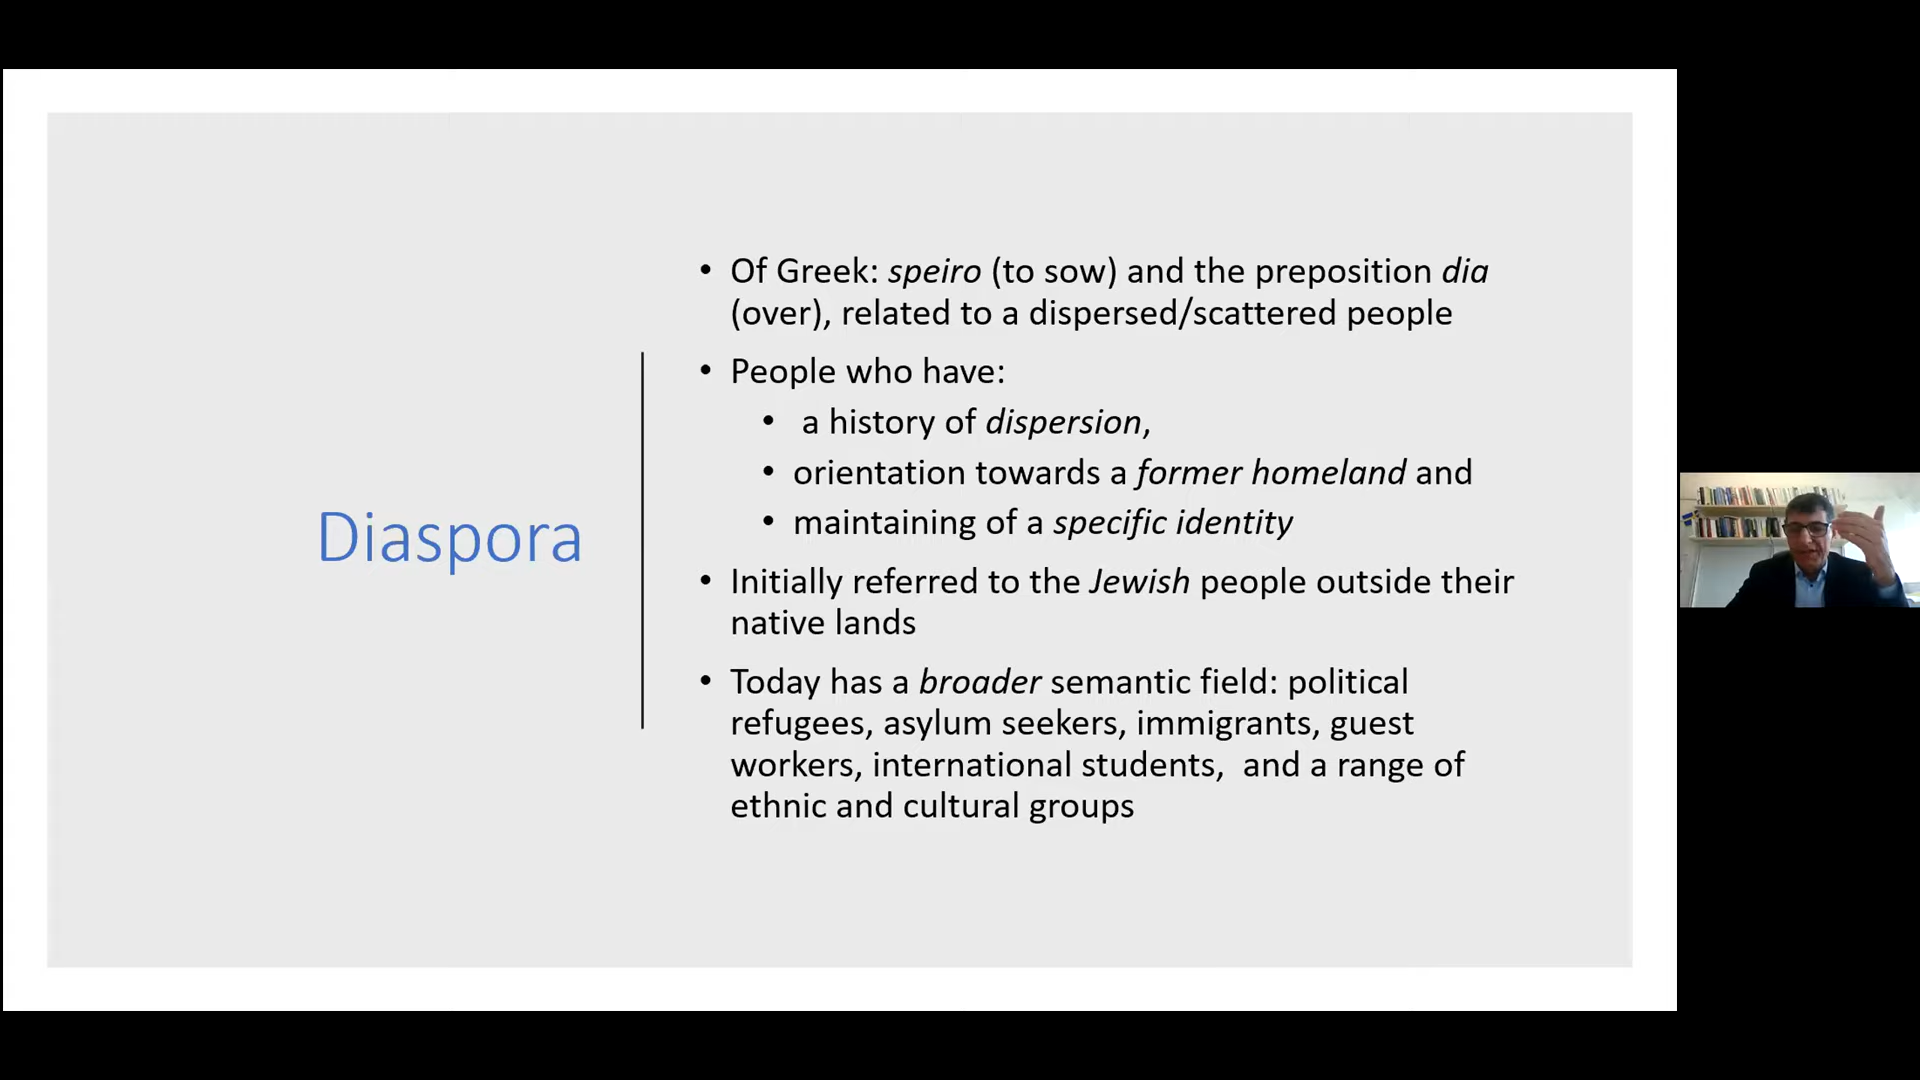 Diaspora
• Of Greek: speiro (to sow) and the preposition dia
(over), related to a dispersed/scattered people
• People who have:
• a history of dispersion,
• orientation towards a former homeland and
• maintaining of a specific identity
• Initially referred to the Jewish people outside their
native lands
• Today has a broader semantic field: political
refugees, asylum seekers, immigrants, guest
workers, international students,  and a range of
ethnic and cultural groups